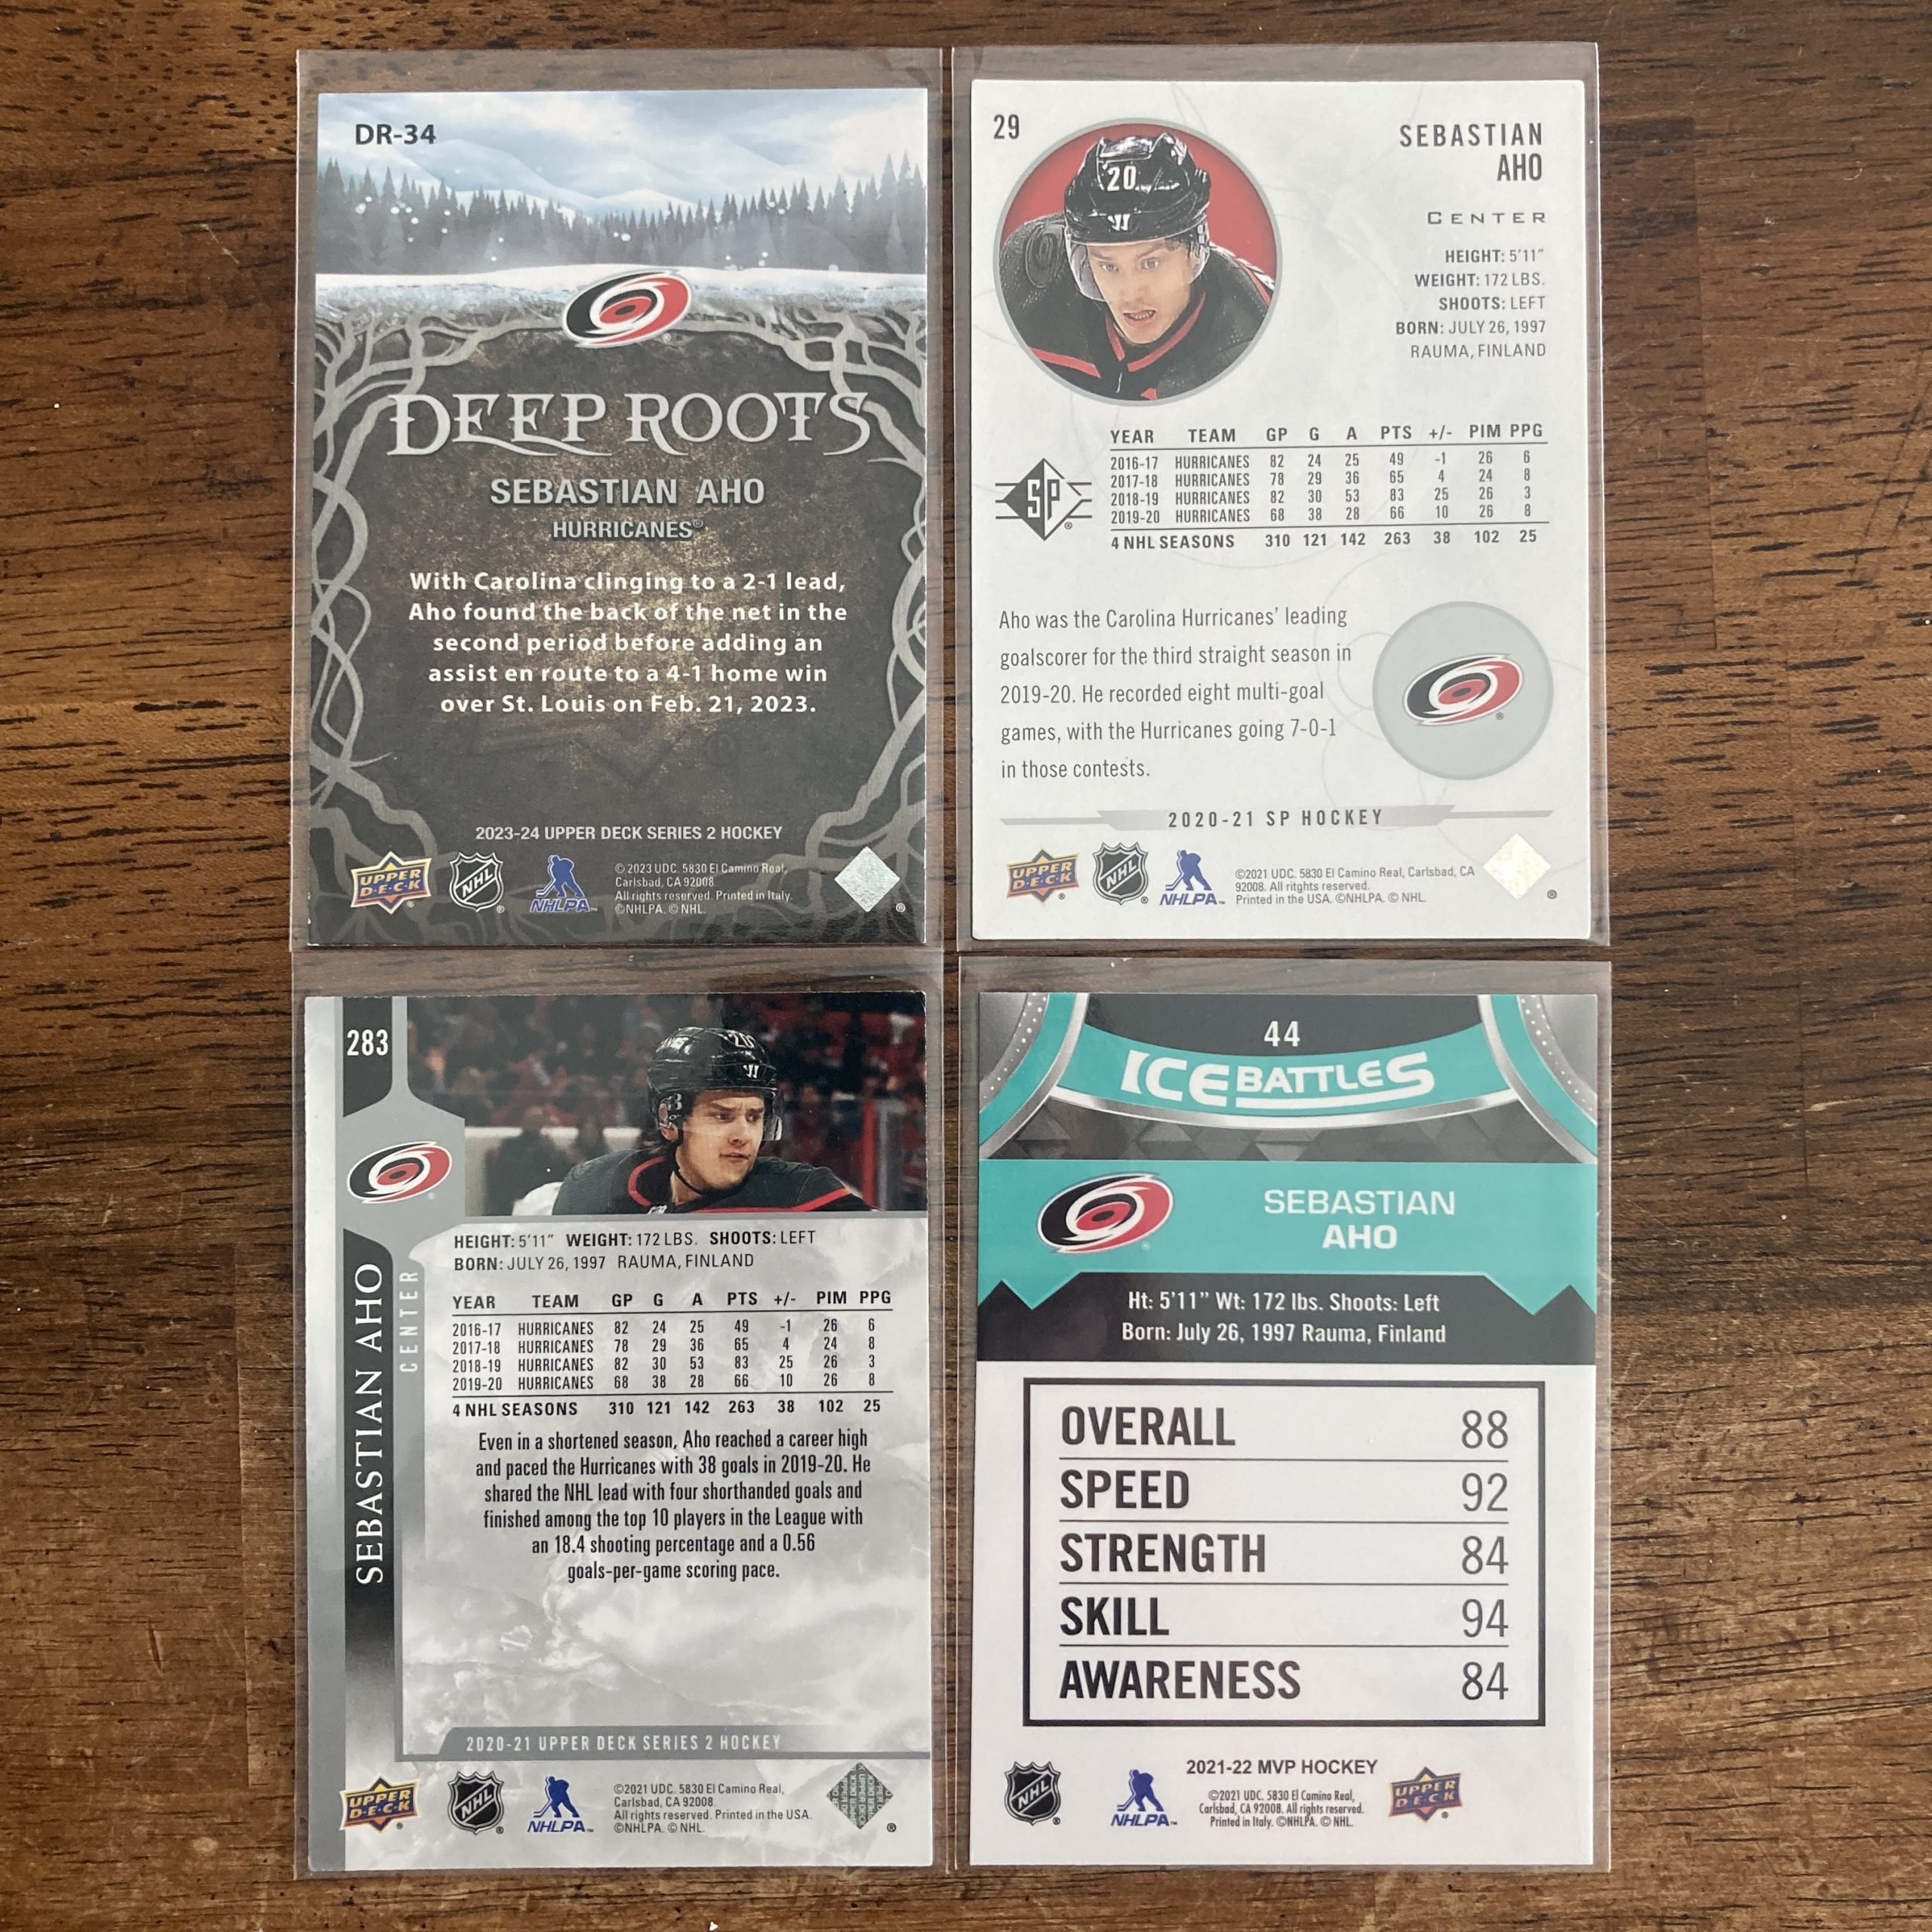 DR-34
DEEP ROOTS
SEBASTIAN AHO
HURRICANES®
With Carolina clinging to a 2-1 lead,
Aho found the back of the net in the
second period before adding an
assist en route to a 4-1 home win
over St. Louis on Feb. 21, 2023.
2023-24 UPPER DECK SERIES 2 HOCKEY
UPPER
D·E·C·K
NHL
NHLPA
© 2023 UDC. 5830 El Camino Real,
Carlsbad, CA 92008.
All rights reserved. Printed in Italy.
©NHLPA. © NHL.
29
20
SEBASTIAN
AHO
CENTER
HEIGHT: 5'11"
WEIGHT: 172 LBS.
SHOOTS: LEFT
BORN: JULY 26, 1997
RAUMA, FINLAND
YEAR TEAM GP G A PTS +/- PIM PPG
2016-17 HURRICANES 82 24 25 49 -1 26 6
2017-18 HURRICANES 78 29 36 65 4 24 8
2018-19 HURRICANES 82 30 53 83 25 26 3
2019-20 HURRICANES 68 38 28 66 10 26 8
4 NHL SEASONS 310 121 142 263 38 102 25
SP
Aho was the Carolina Hurricanes' leading
goalscorer for the third straight season in
2019-20. He recorded eight multi-goal
games, with the Hurricanes going 7-0-1
in those contests.
2020-21 SP HOCKEY
UPPER
D·E·C·K
NHL
NHLPA
©2021 UDC. 5830 El Camino Real, Carlsbad, CA
92008. All rights reserved.
Printed in the USA. ©NHLPA. © NHL.
283
20
SEBASTIAN AHO
CENTER
HEIGHT: 5'11" WEIGHT: 172 LBS. SHOOTS: LEFT
BORN: JULY 26, 1997 RAUMA, FINLAND
YEAR TEAM GP G A PTS +/- PIM PPG
2016-17 HURRICANES 82 24 25 49 -1 26 6
2017-18 HURRICANES 78 29 36 65 4 24 8
2018-19 HURRICANES 82 30 53 83 25 26 3
2019-20 HURRICANES 68 38 28 66 10 26 8
4 NHL SEASONS 310 121 142 263 38 102 25
Even in a shortened season, Aho reached a career high
and paced the Hurricanes with 38 goals in 2019-20. He
shared the NHL lead with four shorthanded goals and
finished among the top 10 players in the League with
an 18.4 shooting percentage and a 0.56
goals-per-game scoring pace.
2020-21 UPPER DECK SERIES 2 HOCKEY
UPPER
D·E·C·K
NHL
NHLPA
©2021 UDC. 5830 El Camino Real,
Carlsbad, CA 92008.
All rights reserved. Printed in the USA.
©NHLPA. © NHL.
44
ICE BATTLES
SEBASTIAN
AHO
Ht: 5'11" Wt: 172 lbs. Shoots: Left
Born: July 26, 1997 Rauma, Finland
OVERALL 88
SPEED 92
STRENGTH 84
SKILL 94
AWARENESS 84
2021-22 MVP HOCKEY
NHL
NHLPA
©2021 UDC. 5830 El Camino Real,
Carlsbad, CA 92008. All rights reserved.
Printed in Italy. ©NHLPA. © NHL.
UPPER
D·E·C·K